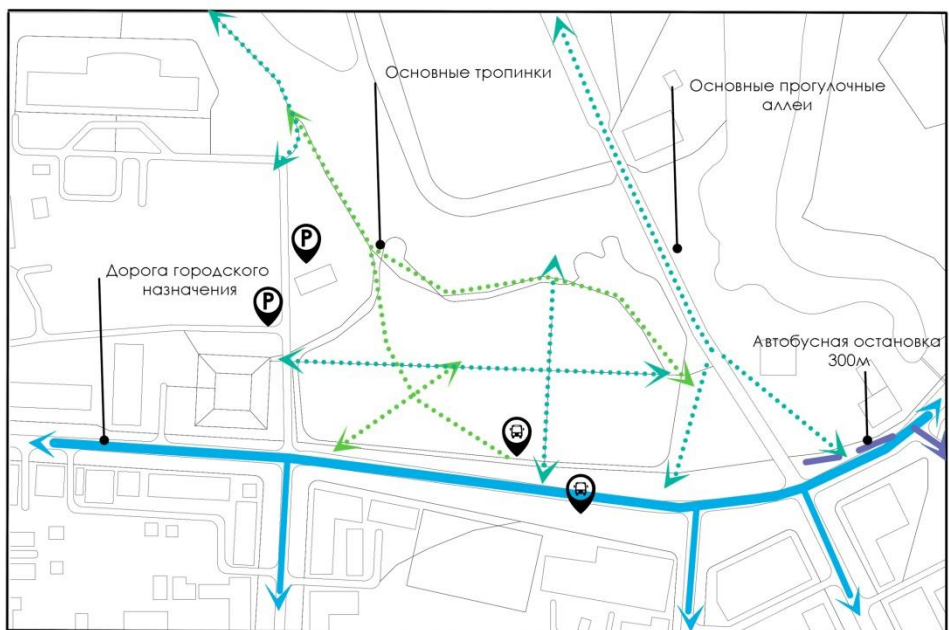 Основные тропинки
Основные прогулочные
аллеи
P
Дорога городского
назначения
P
Автобусная остановка
300м